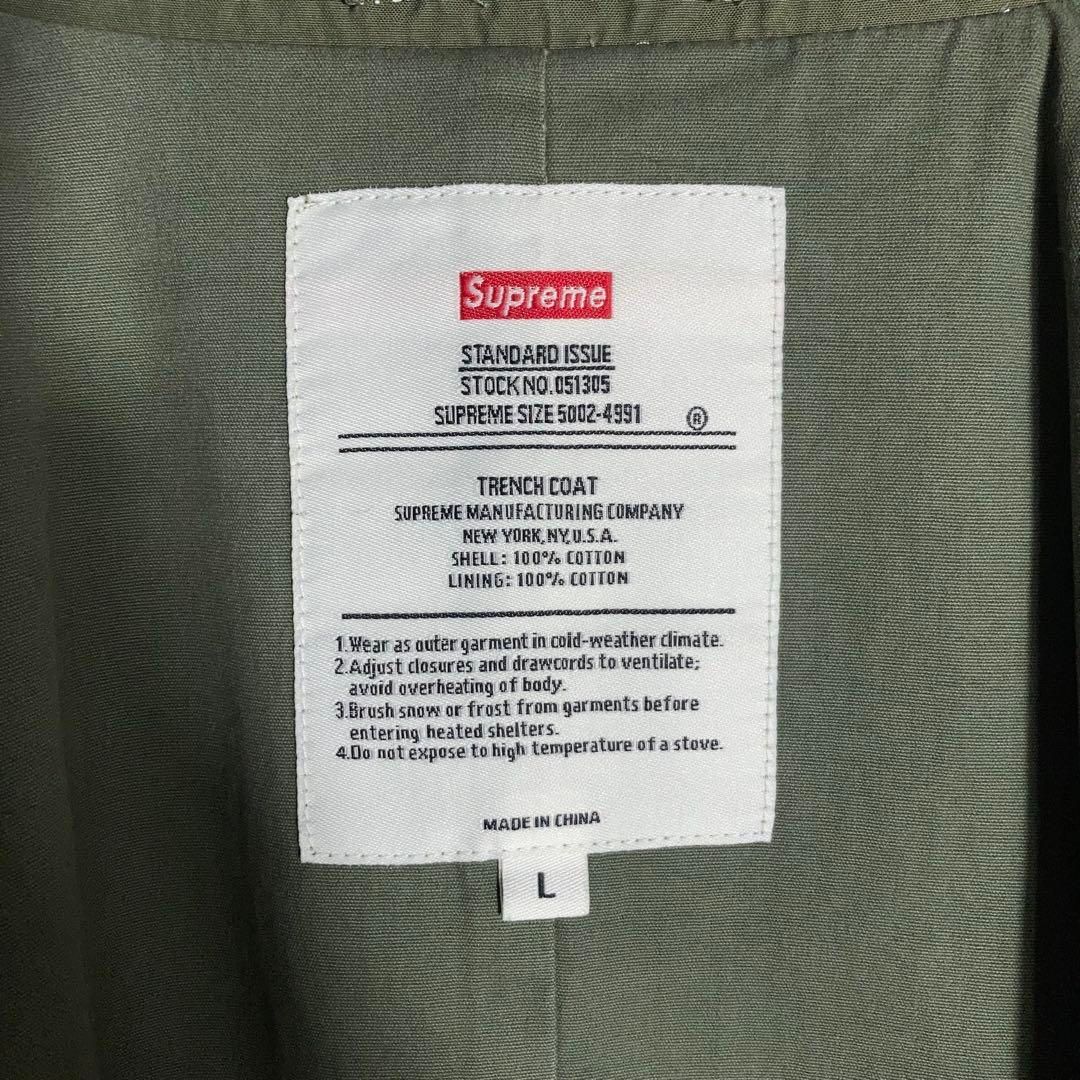 Supreme
STANDARD ISSUE
STOCK NO.051305
SUPREME SIZE 5002-4991 ®
TRENCH COAT
SUPREME MANUFACTURING COMPANY
NEW YORK,NY,U.S.A.
SHELL: 100% COTTON
LINING: 100% COTTON
1.Wear as outer garment in cold-weather climate.
2.Adjust closures and drawcords to ventilate;
avoid overheating of body.
3.Brush snow or frost from garments before
entering heated shelters.
4.Do not expose to high temperature of a stove.
MADE IN CHINA
L